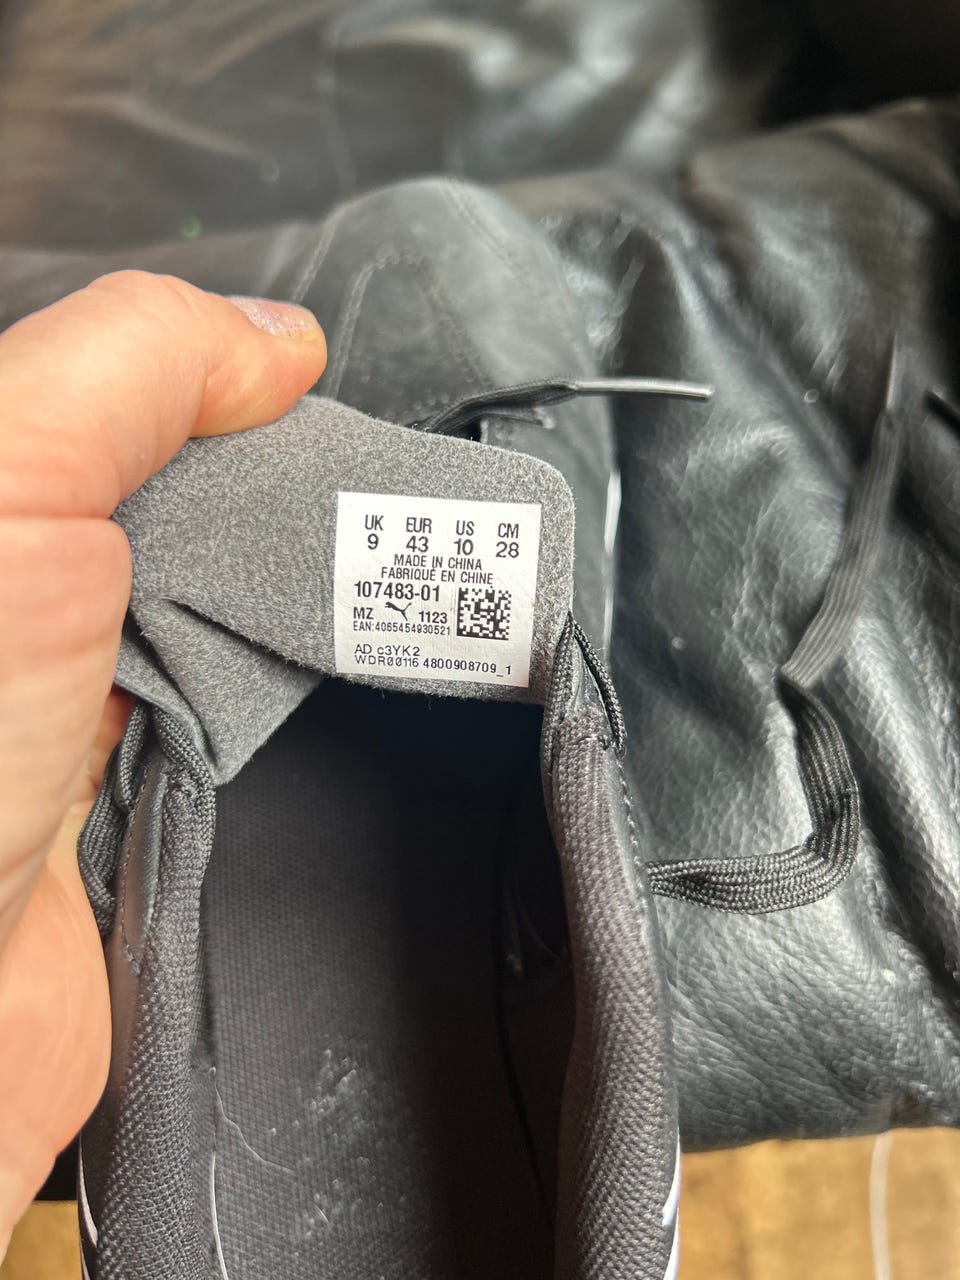 UK EUR US CM
9 43 10 28
MADE IN CHINA
FABRIQUÉ EN CHINE
107483-01
MZ 1123
EAN:4065454930521
AD c3YK2
WDR00116 4800908709_1